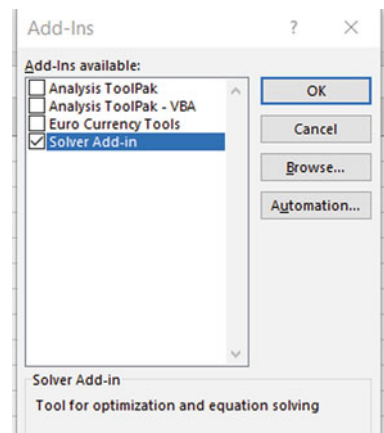 Add-Ins ? ×
Add-Ins available:
Analysis ToolPak
Analysis ToolPak - VBA
Euro Currency Tools
Solver Add-in
OK
Cancel
Browse...
Automation...
Solver Add-in
Tool for optimization and equation solving